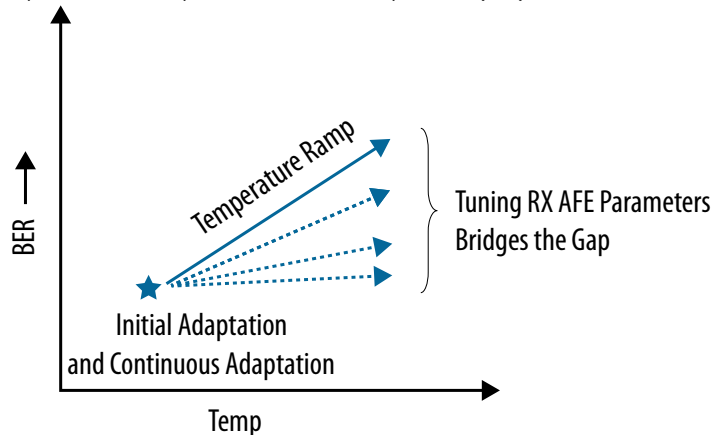 BER
Temperature Ramp
Tuning RX AFE Parameters
Bridges the Gap
Initial Adaptation
and Continuous Adaptation
Temp